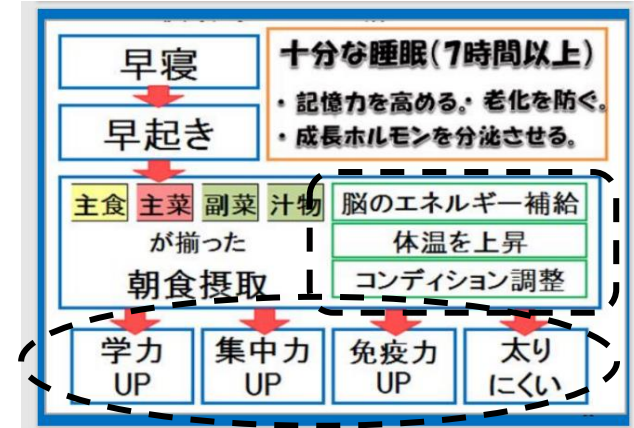 早寝
十分な睡眠(7時間以上)
・記憶力を高める。・老化を防ぐ。
・成長ホルモンを分泌させる。
早起き
主食 主菜 副菜 汁物
が揃った
朝食摂取
脳のエネルギー補給
体温を上昇
コンディション調整
学力
UP
集中力
UP
免疫力
UP
太り
にくい